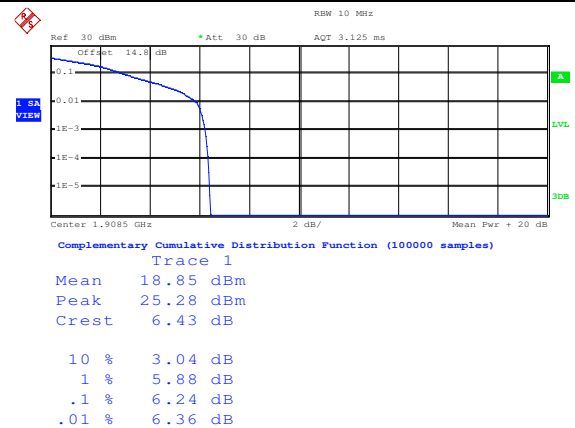 RBW 10 MHz
Ref 30 dBm *Att 30 dB AQT 3.125 ms
Offset 14.8 dB
0.1
A
0.01
1 SA
VIEW
1E-3
LVL
1E-4
1E-5
3DB
Center 1.9085 GHz 2 dB/ Mean Pwr + 20 dB
Complementary Cumulative Distribution Function (100000 samples)
Trace 1
Mean 18.85 dBm
Peak 25.28 dBm
Crest 6.43 dB
10 % 3.04 dB
1 % 5.88 dB
.1 % 6.24 dB
.01 % 6.36 dB